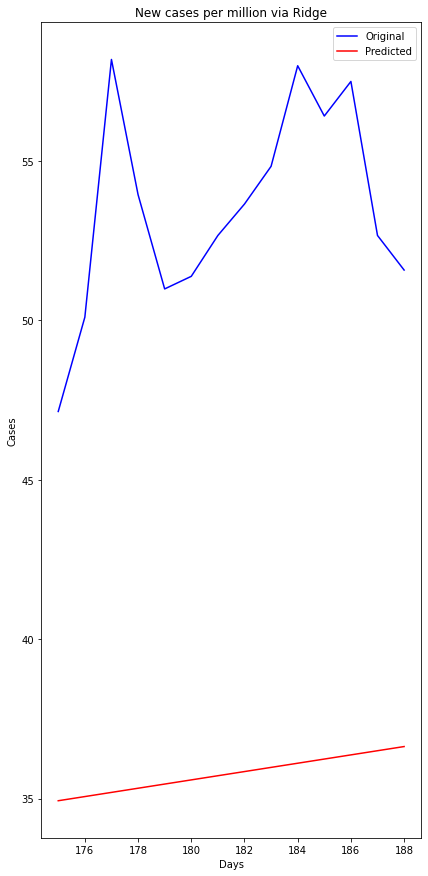 New cases per million via Ridge
Original
Predicted
55
50
45
40
35
Cases
176 178 180 182 184 186 188
Days